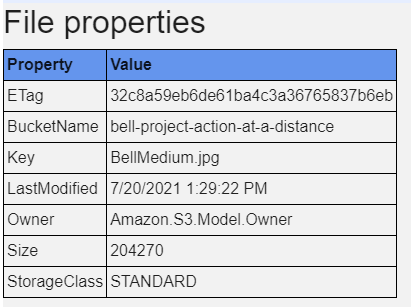 File properties
Property Value
ETag 32c8a59eb6de61ba4c3a36765837b6eb
BucketName bell-project-action-at-a-distance
Key BellMedium.jpg
LastModified 7/20/2021 1:29:22 PM
Owner Amazon.S3.Model.Owner
Size 204270
StorageClass STANDARD